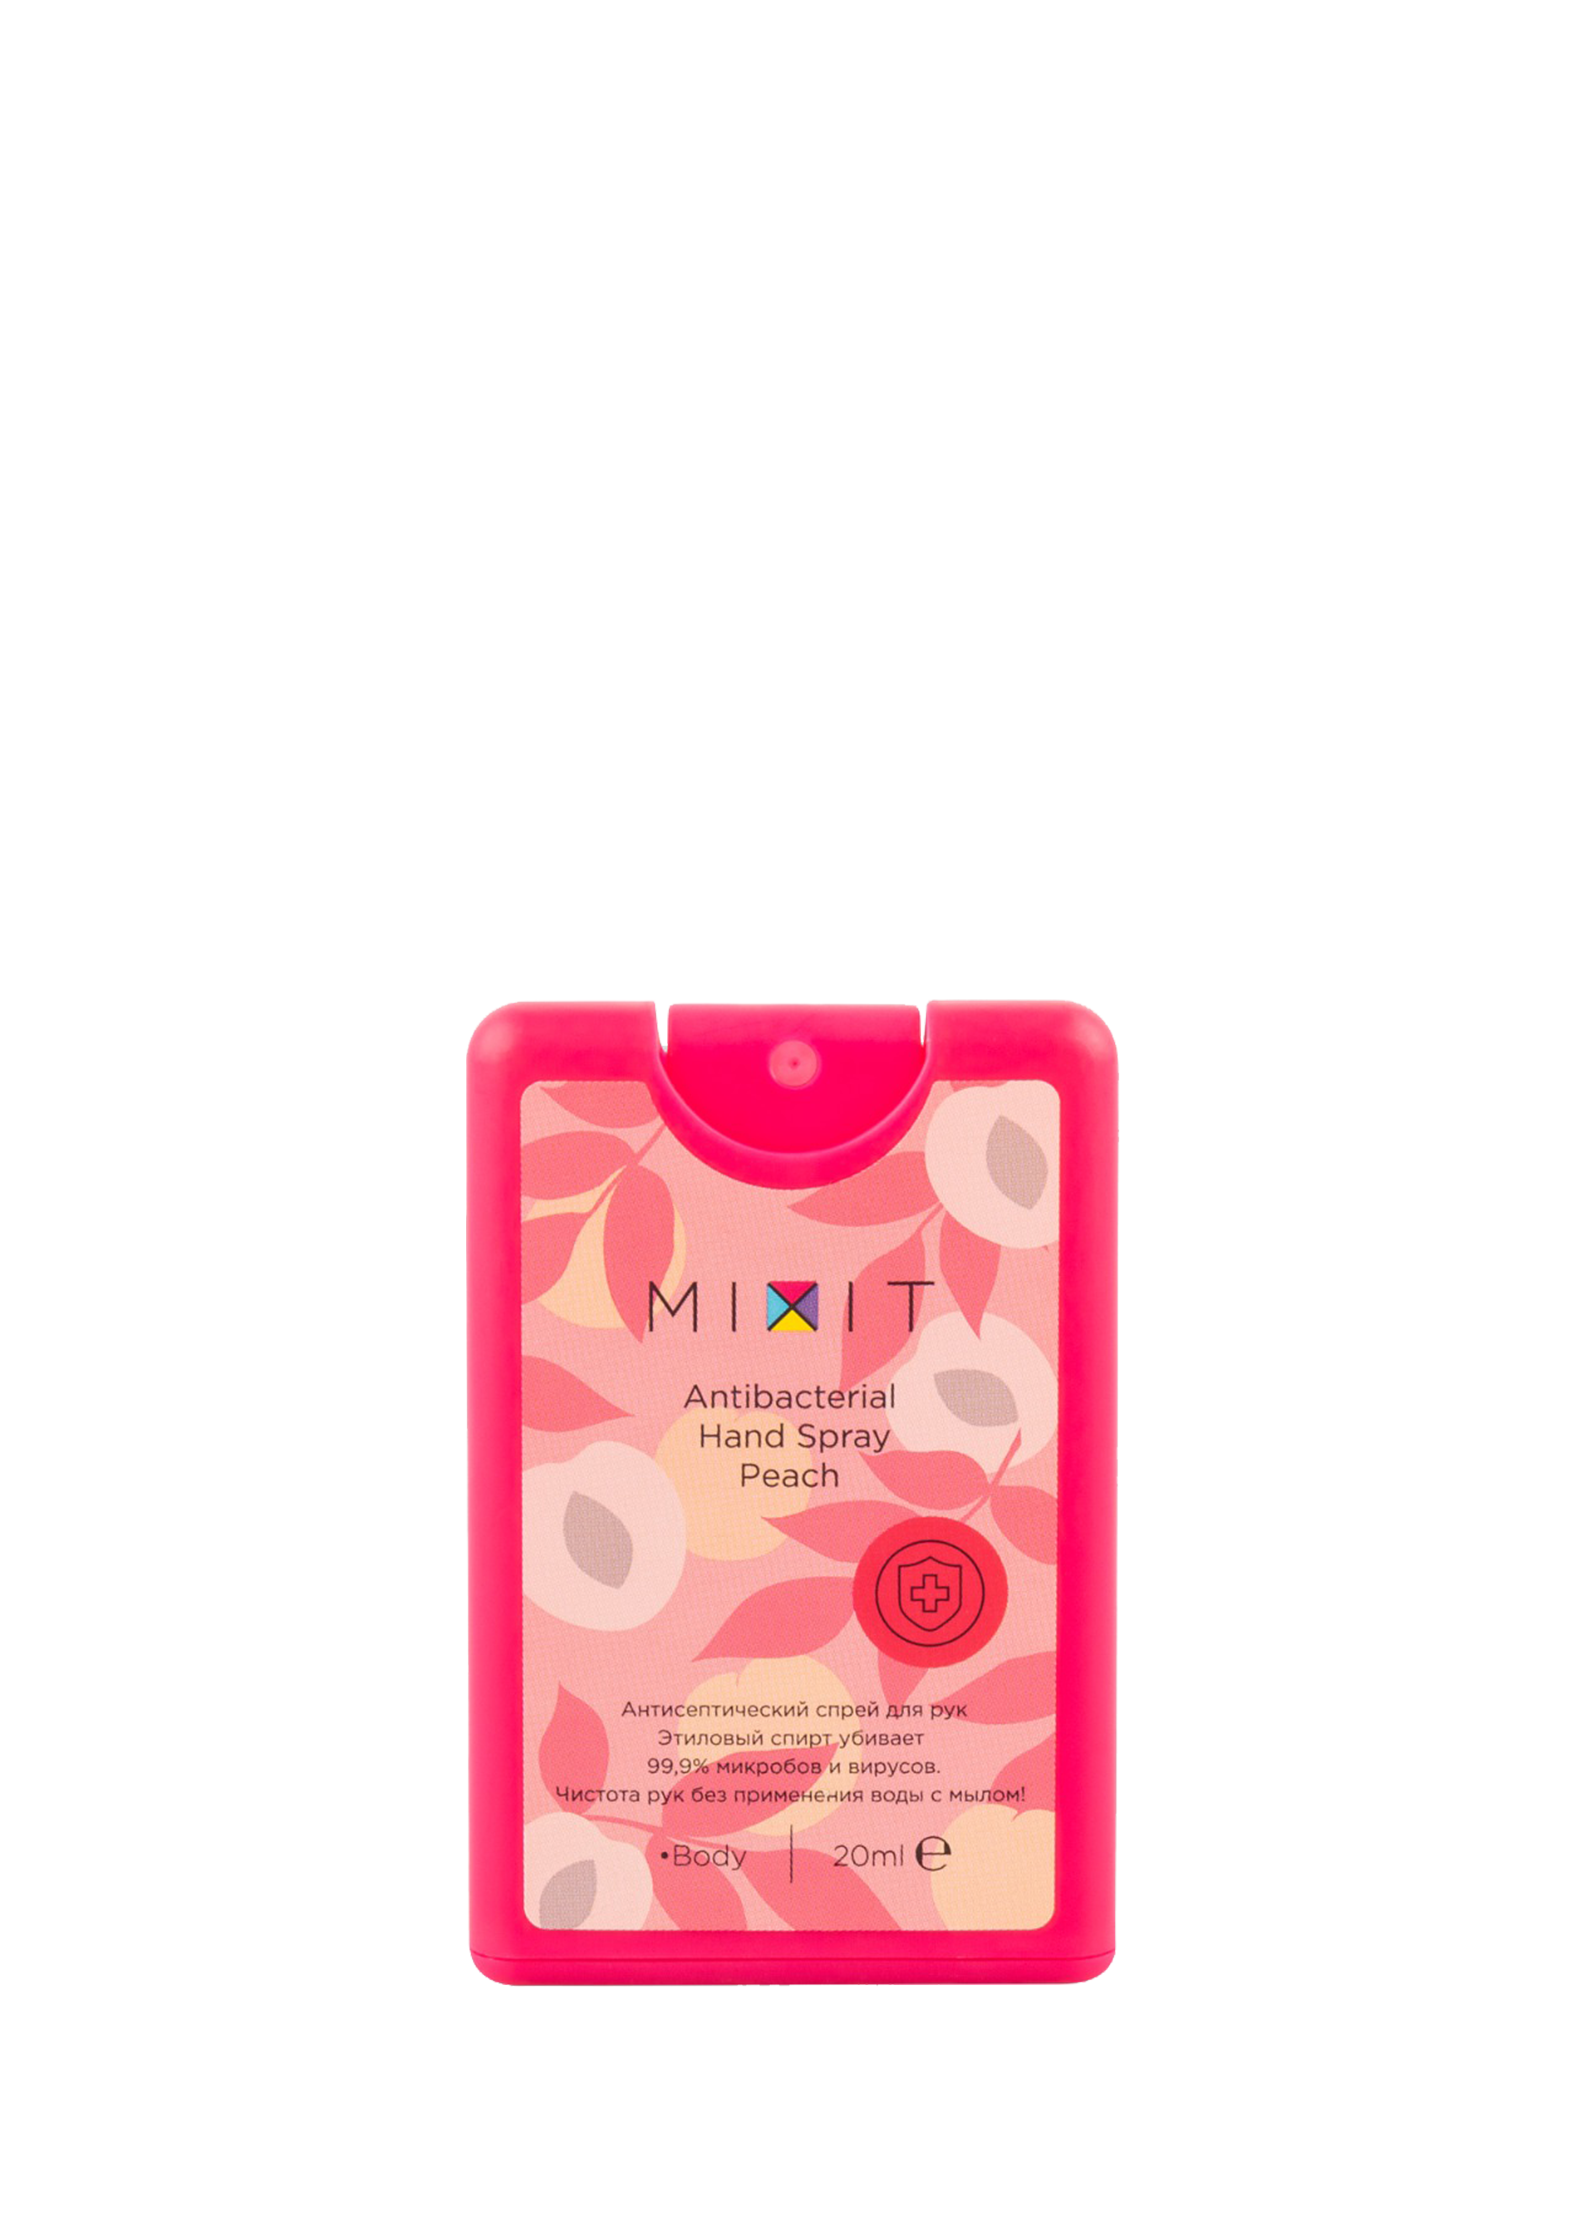 MIXIT
Antibacterial
Hand Spray
Peach
Антисептический спрей для рук
Этиловый спирт убивает
99,9% микробов и вирусов.
Чистота рук без применения воды с мылом!
•Body | 20ml ℮